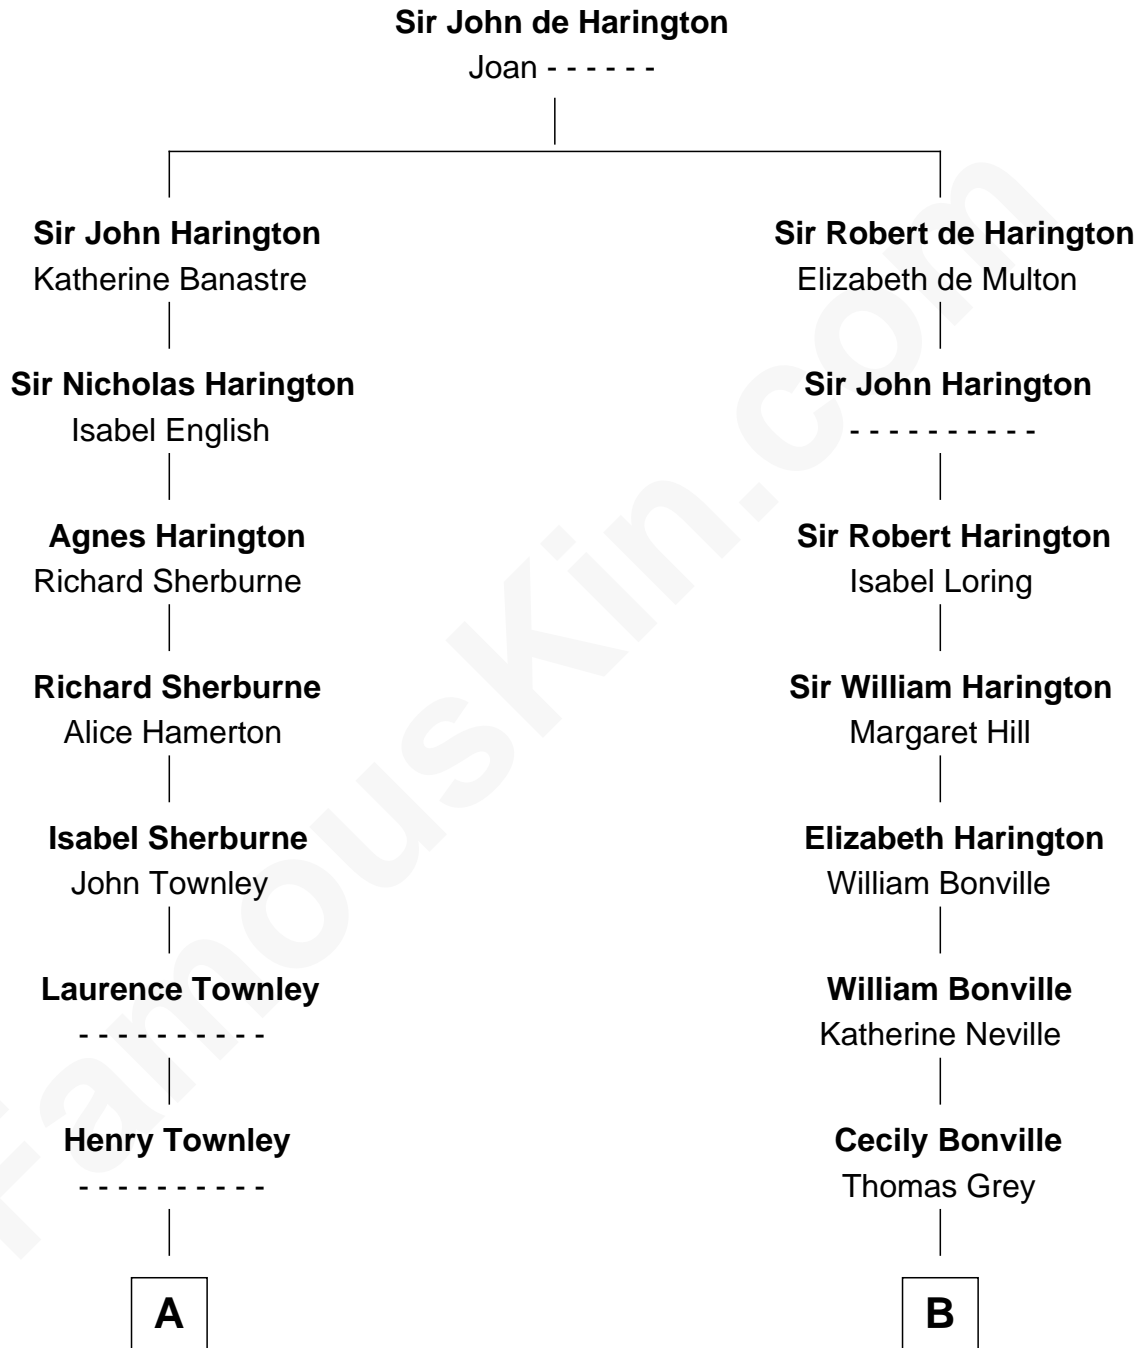 Sir John de Harington
Joan - - - - - -
Sir John Harington
Katherine Banastre
Sir Robert de Harington
Elizabeth de Multon
Sir Nicholas Harington
Isabel English
Sir John Harington
- - - - - - - - - -
Agnes Harington
Richard Sherburne
Sir Robert Harington
Isabel Loring
Richard Sherburne
Alice Hamerton
Sir William Harington
Margaret Hill
Isabel Sherburne
John Townley
Elizabeth Harington
William Bonville
Laurence Townley
- - - - - - - - - -
William Bonville
Katherine Neville
Henry Townley
- - - - - - - - - -
Cecily Bonville
Thomas Grey
A
B
FamousKin.com